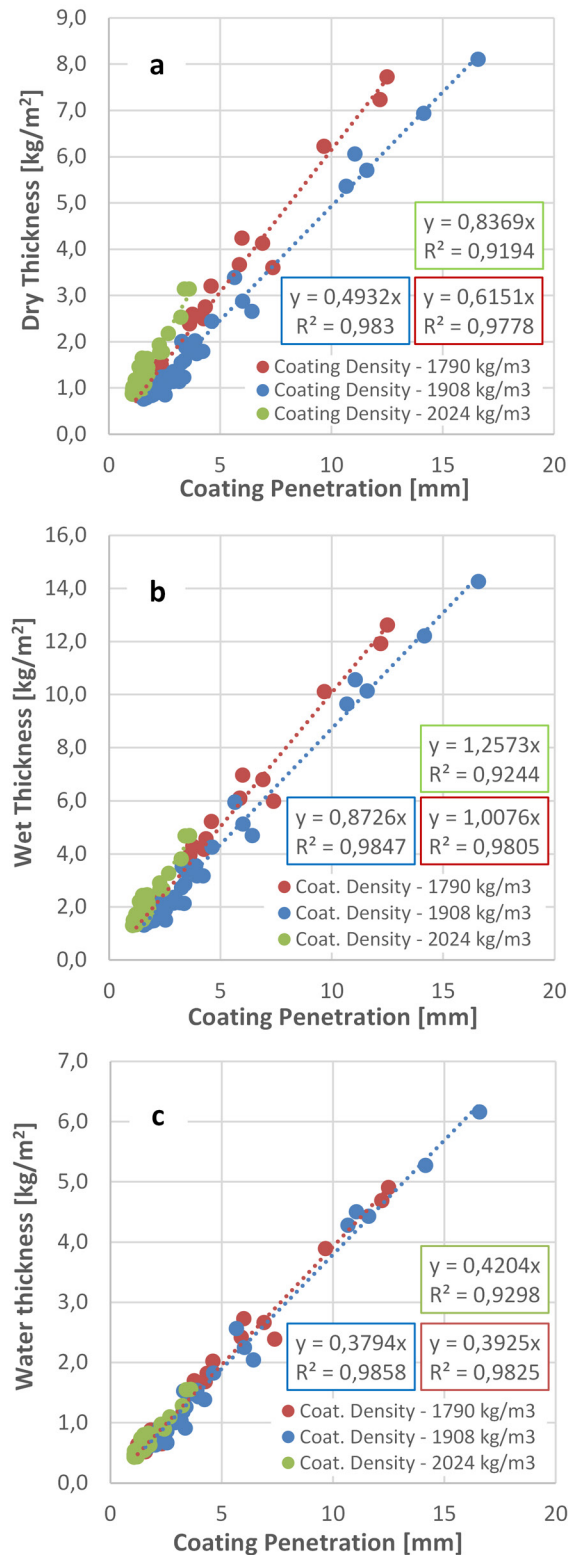 9,0
8,0
7,0
6,0
5,0
4,0
3,0
2,0
1,0
0,0
Dry Thickness [kg/m²]
a
y = 0,8369x
R² = 0,9194
y = 0,4932x
R² = 0,983
y = 0,6151x
R² = 0,9778
Coating Density - 1790 kg/m3
Coating Density - 1908 kg/m3
Coating Density - 2024 kg/m3
0 5 10 15 20
Coating Penetration [mm]
16,0
14,0
12,0
10,0
8,0
6,0
4,0
2,0
0,0
Wet Thickness [kg/m²]
b
y = 1,2573x
R² = 0,9244
y = 0,8726x
R² = 0,9847
y = 1,0076x
R² = 0,9805
Coat. Density - 1790 kg/m3
Coat. Density - 1908 kg/m3
Coat. Density - 2024 kg/m3
0 5 10 15 20
Coating Penetration [mm]
7,0
6,0
5,0
4,0
3,0
2,0
1,0
0,0
Water thickness [kg/m²]
c
y = 0,4204x
R² = 0,9298
y = 0,3794x
R² = 0,9858
y = 0,3925x
R² = 0,9825
Coat. Density - 1790 kg/m3
Coat. Density - 1908 kg/m3
Coat. Density - 2024 kg/m3
0 5 10 15 20
Coating Penetration [mm]